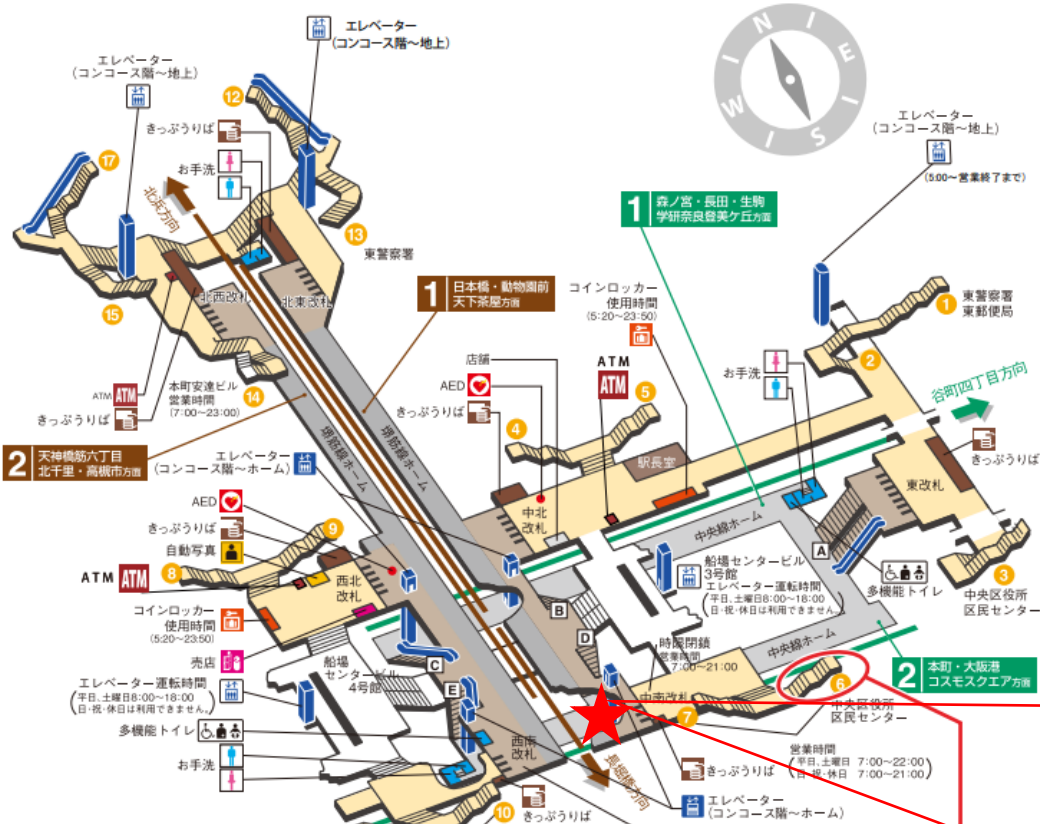 エレベーター
(コンコース階～地上)
エレベーター
(コンコース階～地上)
N
E
S
W
エレベーター
(コンコース階～地上)
(5:00～営業終了まで)
12
きっぷうりば
お手洗
17
北浜方向
13
東警察署
1 森ノ宮・長田・生駒
学研奈良登美ケ丘方面
北西改札
北東改札
15
1 日本橋・動物園前
天下茶屋方面
コインロッカー
使用時間
(5:20～23:50)
1
東警察署
東郵便局
2
お手洗
谷町四丁目方向
ATM ATM
きっぷうりば
本町安達ビル
営業時間
(7:00～23:00)
14
店舗
AED
きっぷうりば
ATM
ATM
5
4
駅長室
きっぷうりば
東改札
2 天神橋筋六丁目
北千里・高槻市方面
堺筋線ホーム
堺筋線ホーム
エレベーター
(コンコース階～ホーム)
中北
改札
中央線ホーム
A
AED
きっぷうりば
自動写真
9
ATM ATM
8
西北
改札
船場センタービル
3号館
エレベーター運転時間
(平日、土曜日8:00～18:00
日・祝・休日は利用できません。)
多機能トイレ
3
中央区役所
区民センター
コインロッカー
使用時間
(5:20～23:50)
売店
B
D
C
E
時限閉鎖
営業時間
7:00～21:00
中央線ホーム
2 本町・大阪港
コスモスクエア方面
船場
センタービル
4号館
エレベーター運転時間
(平日、土曜日8:00～18:00
日・祝・休日は利用できません。)
多機能トイレ
お手洗
中南改札
7
6
中央区役所
区民センター
西南
改札
長堀橋方向
きっぷうりば
営業時間
(平日、土曜日 7:00～22:00
日・祝・休日 7:00～21:00)
10
きっぷうりば
エレベーター
(コンコース階～ホーム)